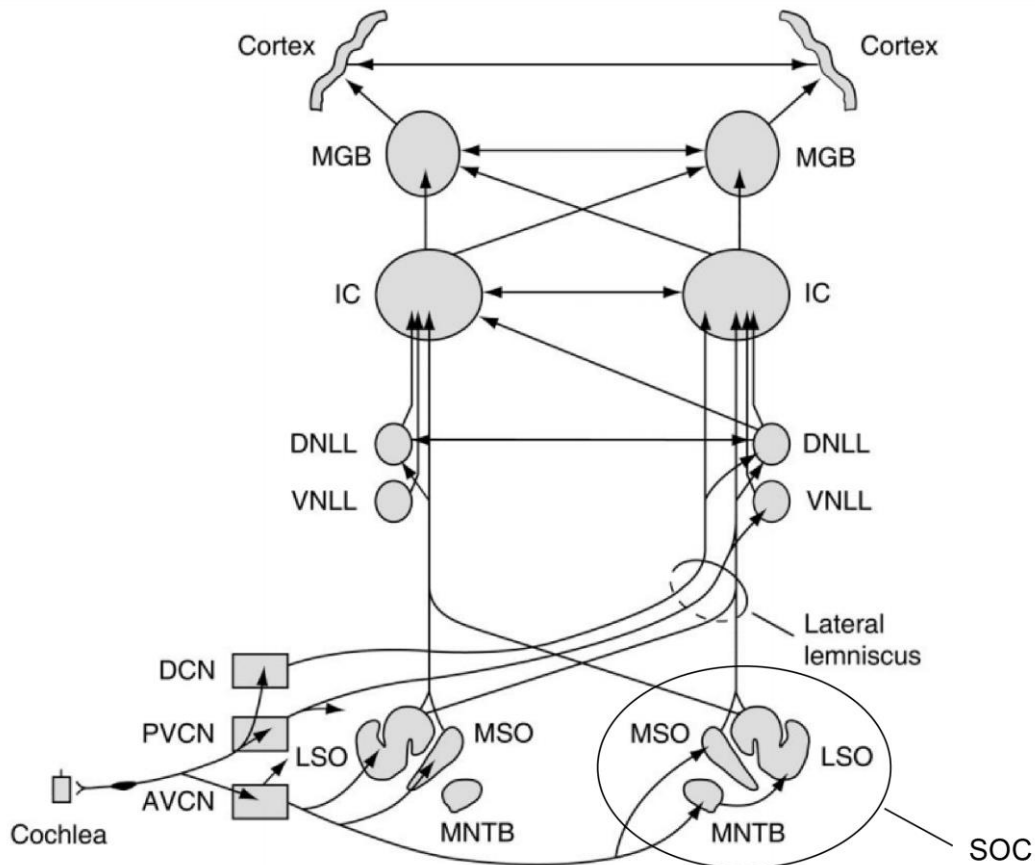 Cortex
Cortex
MGB
MGB
IC
IC
DNLL
DNLL
VNLL
VNLL
Lateral
lemniscus
DCN
PVCN
LSO
MSO
MSO
LSO
AVCN
MNTB
MNTB
Cochlea
SOC